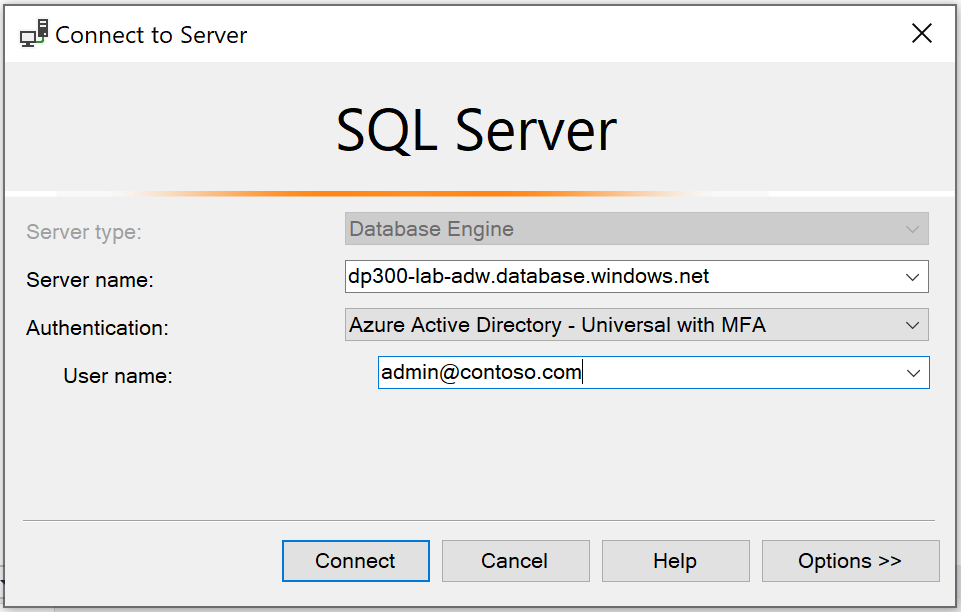 Connect to Server
SQL Server
Server type: Database Engine
Server name: dp300-lab-adw.database.windows.net
Authentication: Azure Active Directory - Universal with MFA
User name: admin@contoso.com
Connect Cancel Help Options >>